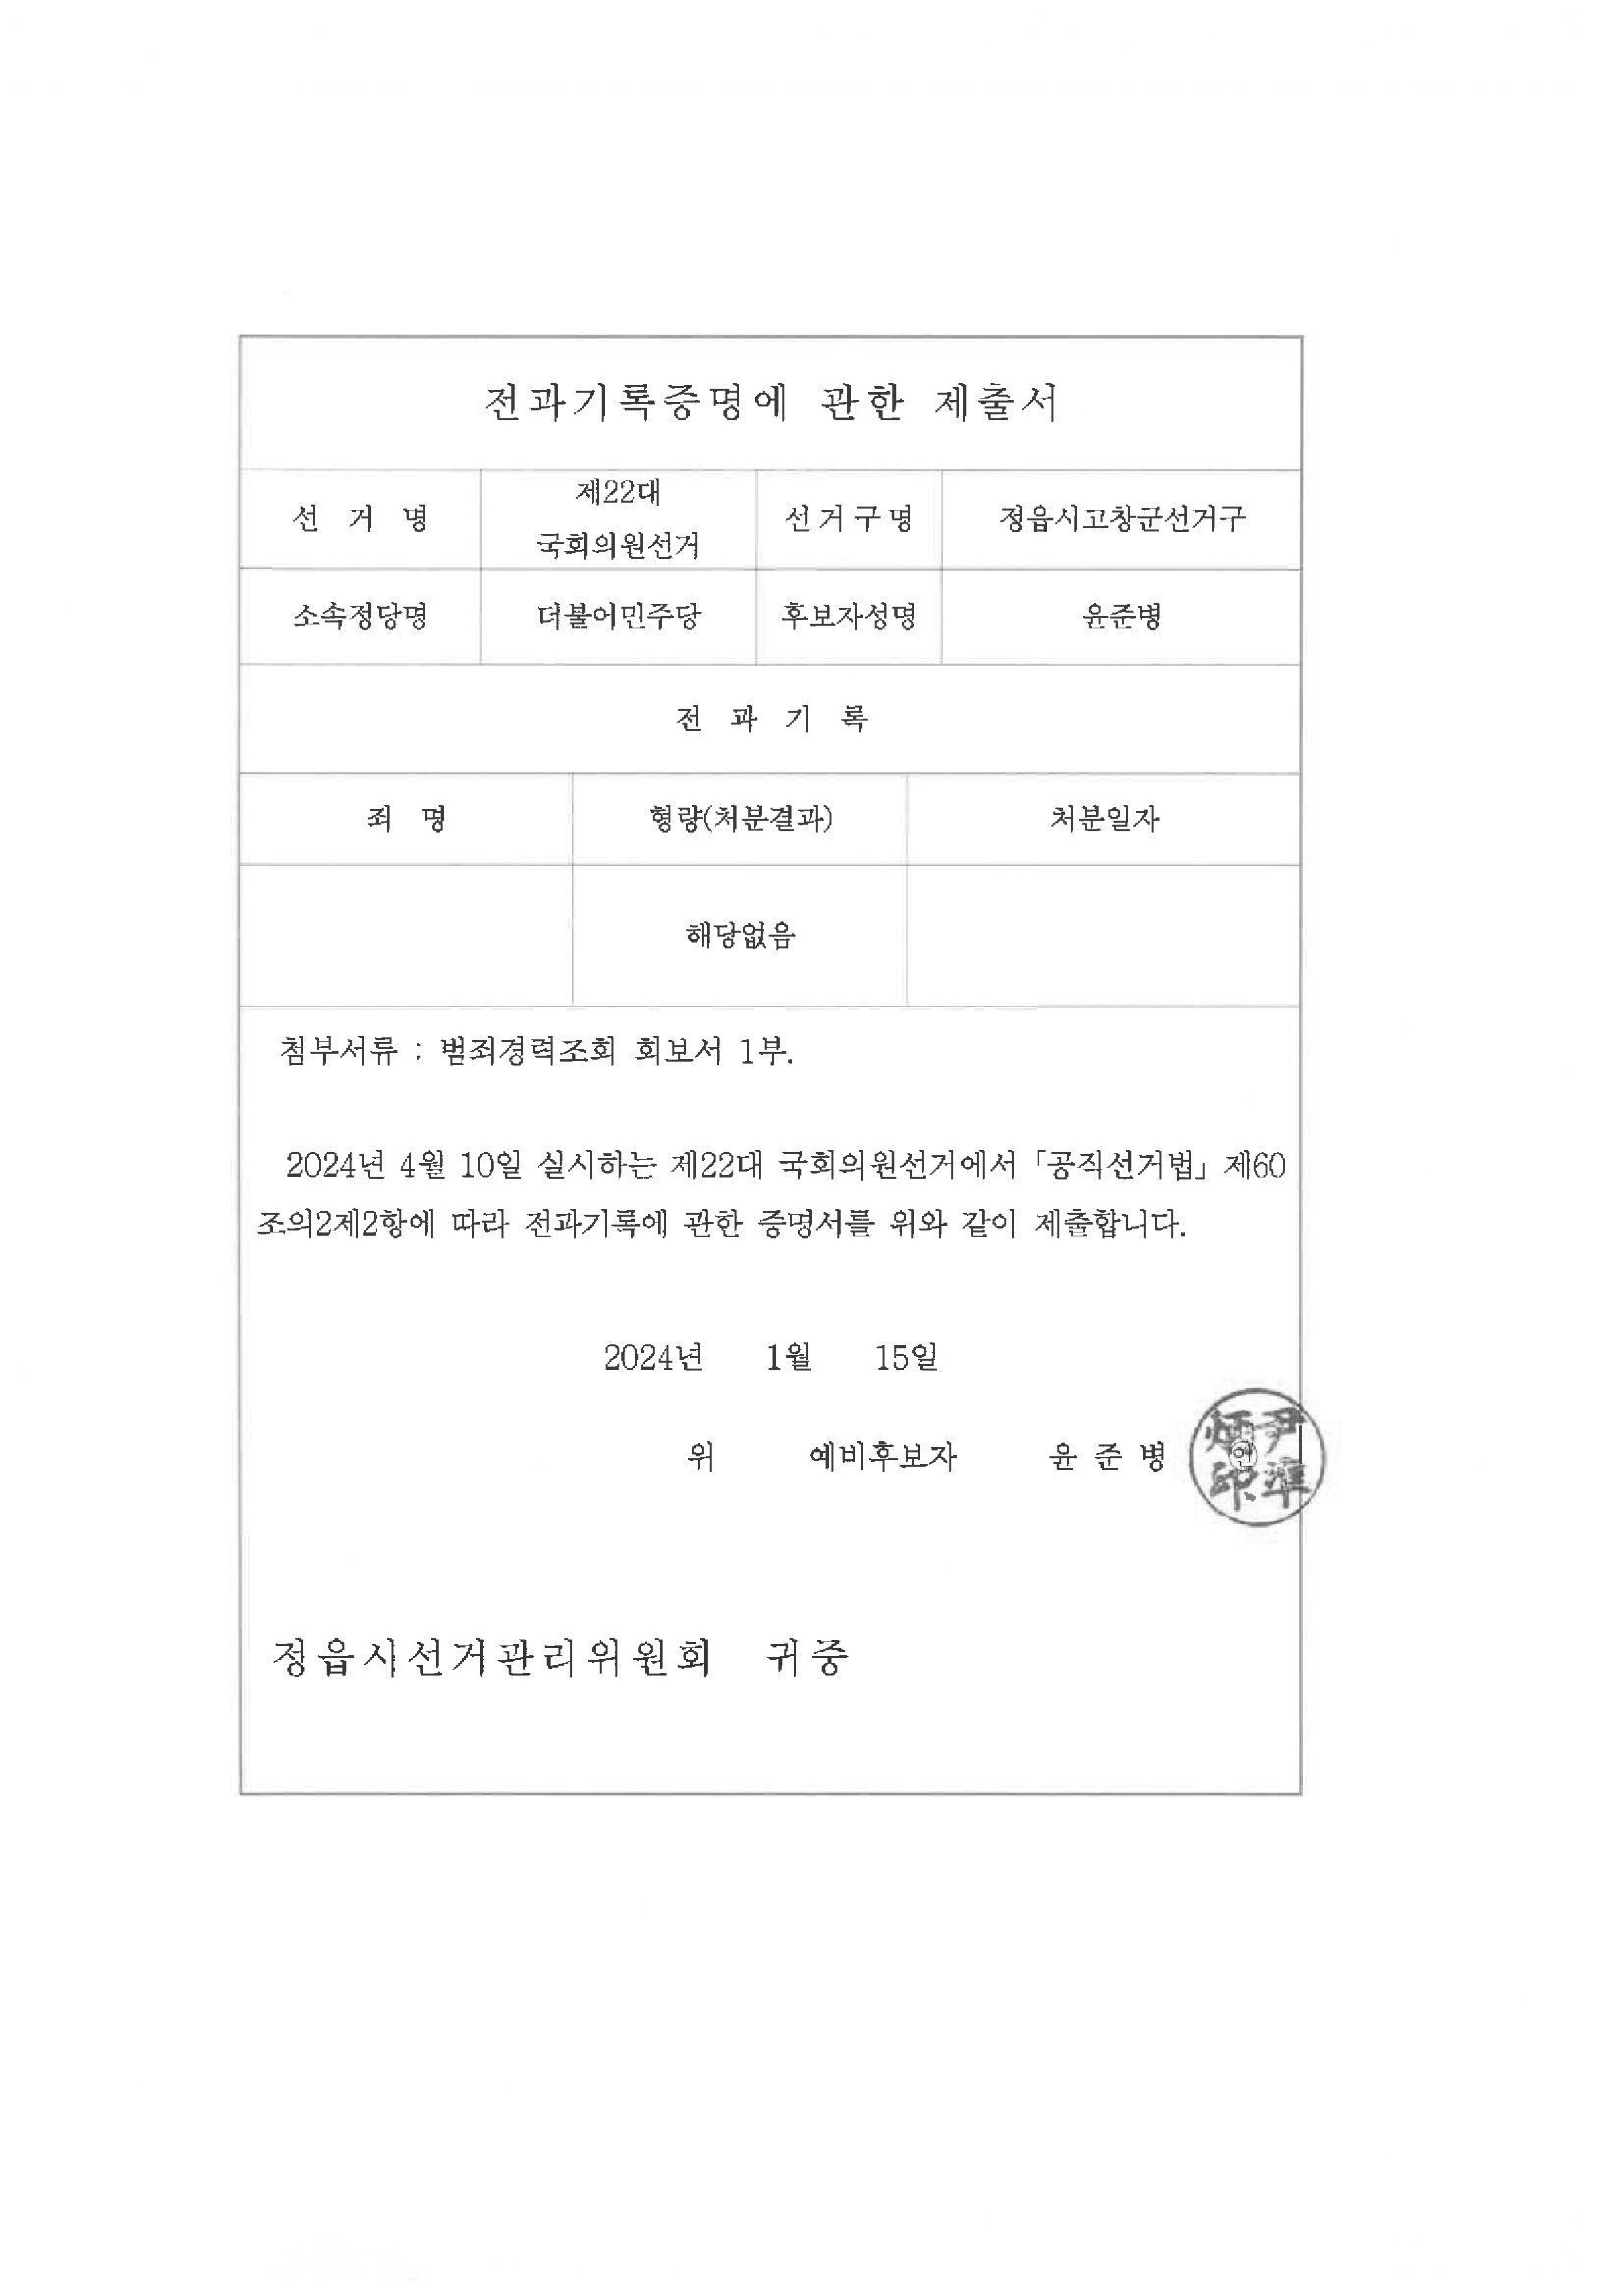 전과기록증명에 관한 제출서
선 거 명 제22대 국회의원선거 선거구명 정읍시고창군선거구
소속정당명 더불어민주당 후보자성명 윤준병
전 과 기 록
죄 명 형량(처분결과) 처분일자
해당없음
첨부서류 : 범죄경력조회 회보서 1부.
2024년 4월 10일 실시하는 제22대 국회의원선거에서 「공직선거법」 제60
조의2제2항에 따라 전과기록에 관한 증명서를 위와 같이 제출합니다.
2024년 1월 15일
위 예비후보자 윤 준 병 인
尹準炳印
정읍시선거관리위원회 귀중